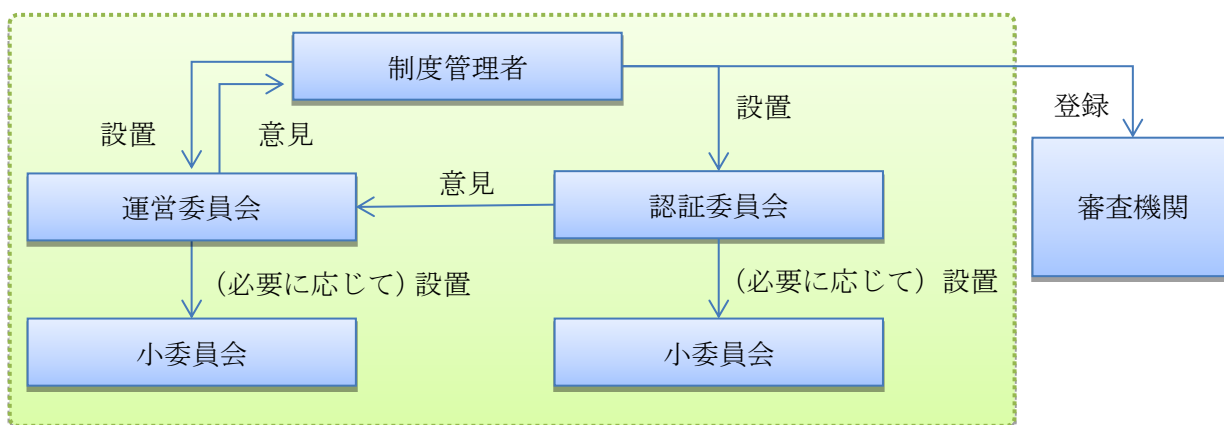 制度管理者
設置
意見
設置
登録
運営委員会
意見
認証委員会
審査機関
(必要に応じて) 設置
(必要に応じて) 設置
小委員会
小委員会